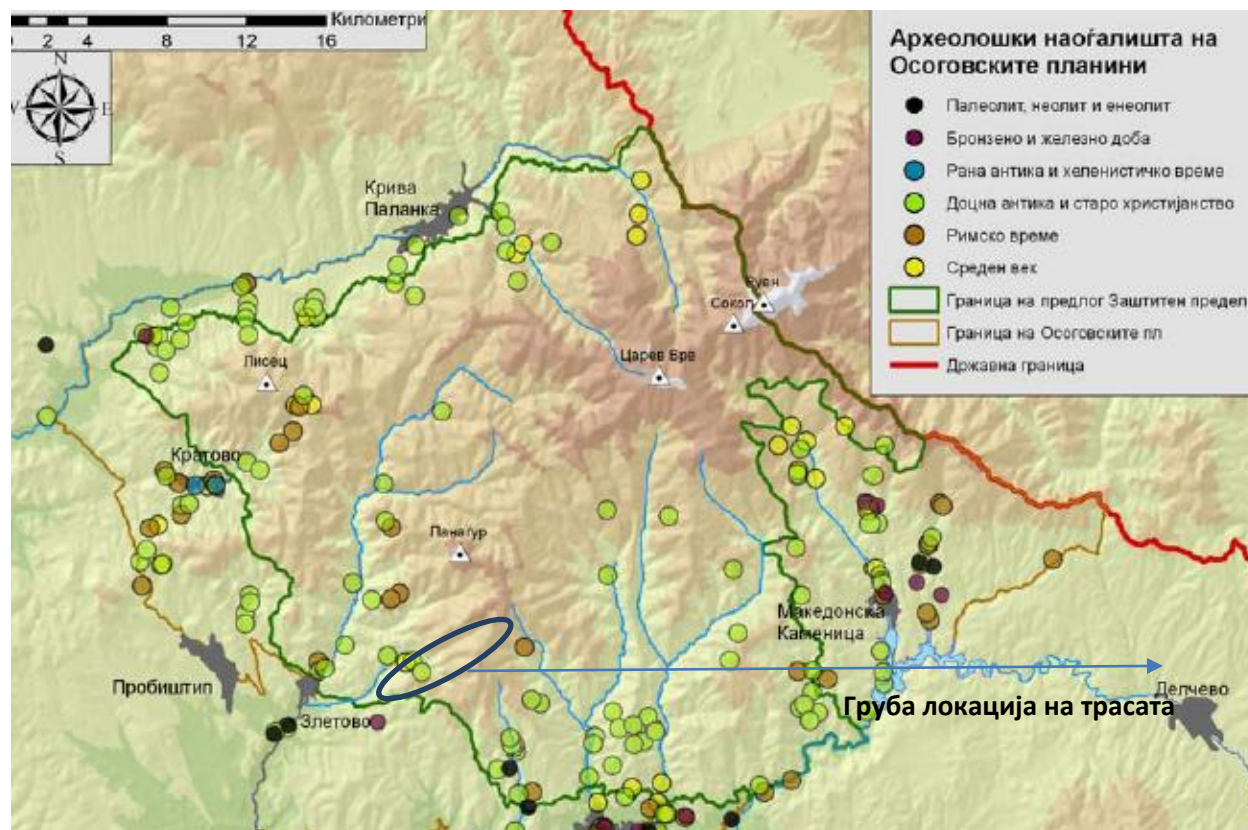 Километри
2 4 8 12 16
N
E
S
Археолошки наоѓалишта на
Осоговските планини
Палеолит, неолит и енеолит
Бронзено и железно доба
Рана антика и хеленистичко време
Доцна антика и старо христијанство
Римско време
Среден век
Граница на предлог Заштитен предел
Граница на Осоговските пл
Државна граница
Крива
Паланка
Руен
Сокол
Царев Врв
Лисец
Кратово
Панаѓур
Македонска
Каменица
Пробиштип
Злетово
Делчево
Груба локација на трасата